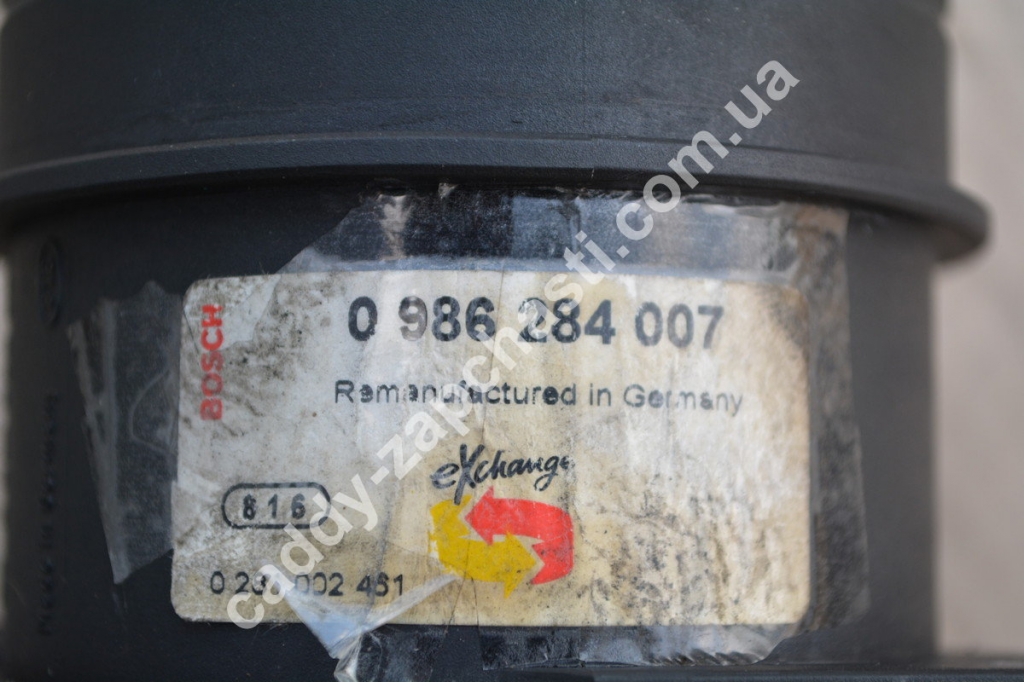 0 986 284 007
BOSCH
Remanufactured in Germany
eXchange
816
002 461
caddy-zapchasti.com.ua